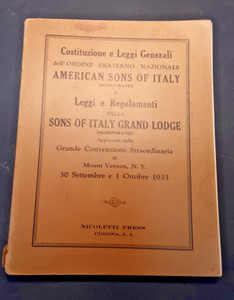 Costituzione e Leggi Generali
dell'ORDINE FRATERNO NAZIONALE
AMERICAN SONS OF ITALY
INCORPORATED
E
Leggi e Regolamenti
DELLA
SONS OF ITALY GRAND LODGE
INCORPORATED
Approvati dalla
Grande Convenzione Straordinaria
di
Mount Vernon, N. Y.
30 Settembre e 1 Ottobre 1933
NICOLETTI PRESS
CORONA, L. I.